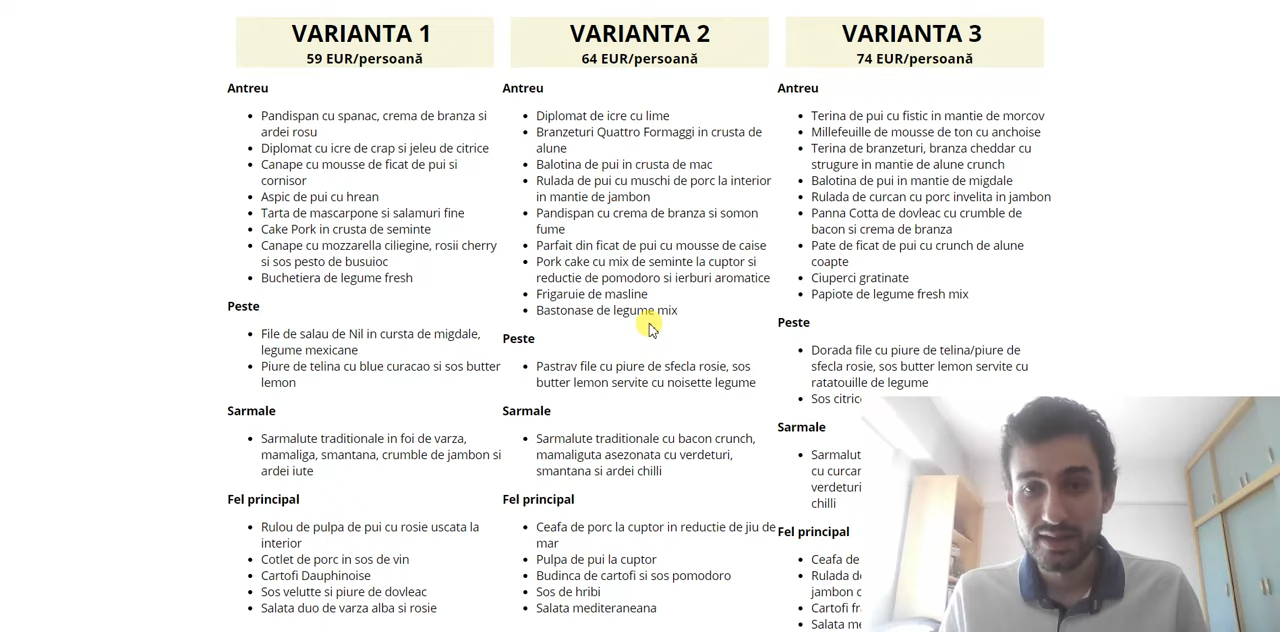 VARIANTA 1
59 EUR/persoană
Antreu
Pandispan cu spanac, crema de branza si
ardei rosu
Diplomat cu icre de crap si jeleu de citrice
Canape cu mousse de ficat de pui si
cornisor
Aspic de pui cu hrean
Tarta de mascarpone si salamuri fine
Cake Pork in crusta de seminte
Canape cu mozzarella ciliegine, rosii cherry
si sos pesto de busuioc
Buchetiera de legume fresh
Peste
File de salau de Nil in cursta de migdale,
legume mexicane
Piure de telina cu blue curacao si sos butter
lemon
Sarmale
Sarmalute traditionale in foi de varza,
mamaliga, smantana, crumble de jambon si
ardei iute
Fel principal
Rulou de pulpa de pui cu rosie uscata la
interior
Cotlet de porc in sos de vin
Cartofi Dauphinoise
Sos velutte si piure de dovleac
Salata duo de varza alba si rosie
VARIANTA 2
64 EUR/persoană
Antreu
Diplomat de icre cu lime
Branzeturi Quattro Formaggi in crusta de
alune
Balotina de pui in crusta de mac
Rulada de pui cu muschi de porc la interior
in mantie de jambon
Pandispan cu crema de branza si somon
fume
Parfait din ficat de pui cu mousse de caise
Pork cake cu mix de seminte la cuptor si
reductie de pomodoro si ierburi aromatice
Frigaruie de masline
Bastonase de legume mix
Peste
Pastrav file cu piure de sfecla rosie, sos
butter lemon servite cu noisette legume
Sarmale
Sarmalute traditionale cu bacon crunch,
mamaliguta asezonata cu verdeturi,
smantana si ardei chilli
Fel principal
Ceafa de porc la cuptor in reductie de jiu de
mar
Pulpa de pui la cuptor
Budinca de cartofi si sos pomodoro
Sos de hribi
Salata mediteraneana
VARIANTA 3
74 EUR/persoană
Antreu
Terina de pui cu fistic in mantie de morcov
Millefeuille de mousse de ton cu anchoise
Terina de branzeturi, branza cheddar cu
strugure in mantie de alune crunch
Balotina de pui in mantie de migdale
Rulada de curcan cu porc invelita in jambon
Panna Cotta de dovleac cu crumble de
bacon si crema de branza
Pate de ficat de pui cu crunch de alune
coapte
Ciuperci gratinate
Papiote de legume fresh mix
Peste
Dorada file cu piure de telina/piure de
sfecla rosie, sos butter lemon servite cu
ratatouille de legume
Sos citric
Sarmale
Sarmalut
cu curcan
verdeturi
chilli
Fel principal
Ceafa de
Rulada d
jambon c
Cartofi fr
Salata me